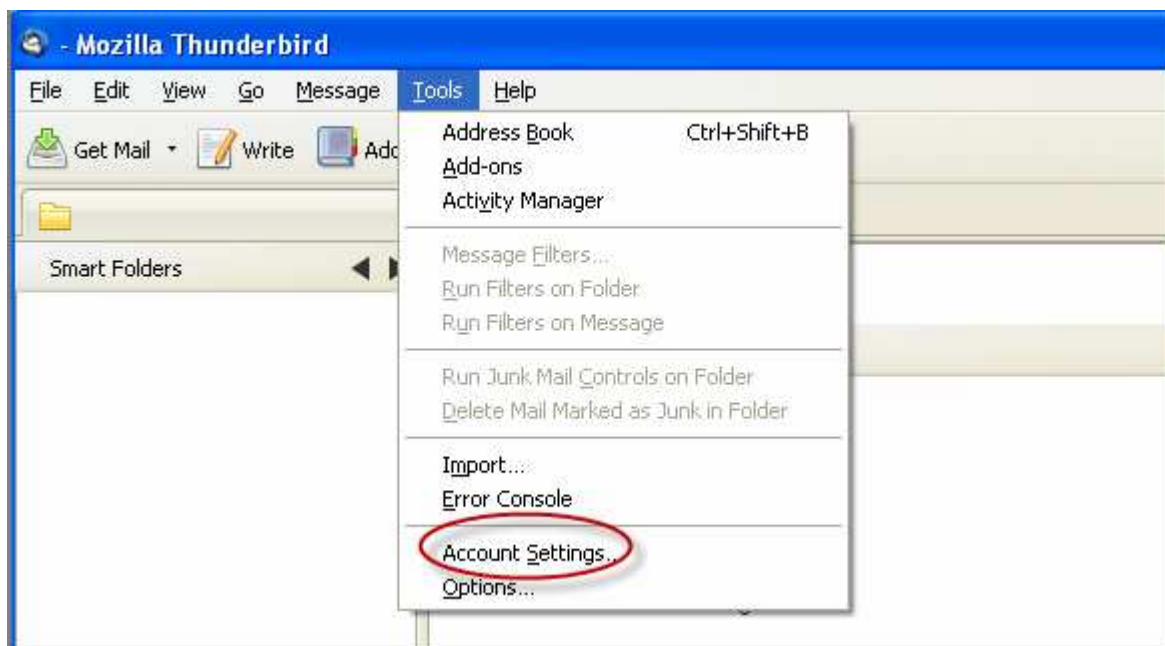 - Mozilla Thunderbird
File Edit View Go Message Tools Help
Get Mail Write Add
Address Book Ctrl+Shift+B
Add-ons
Activity Manager
Smart Folders
Message Filters...
Run Filters on Folder
Run Filters on Message
Run Junk Mail Controls on Folder
Delete Mail Marked as Junk in Folder
Import...
Error Console
Account Settings...
Options...